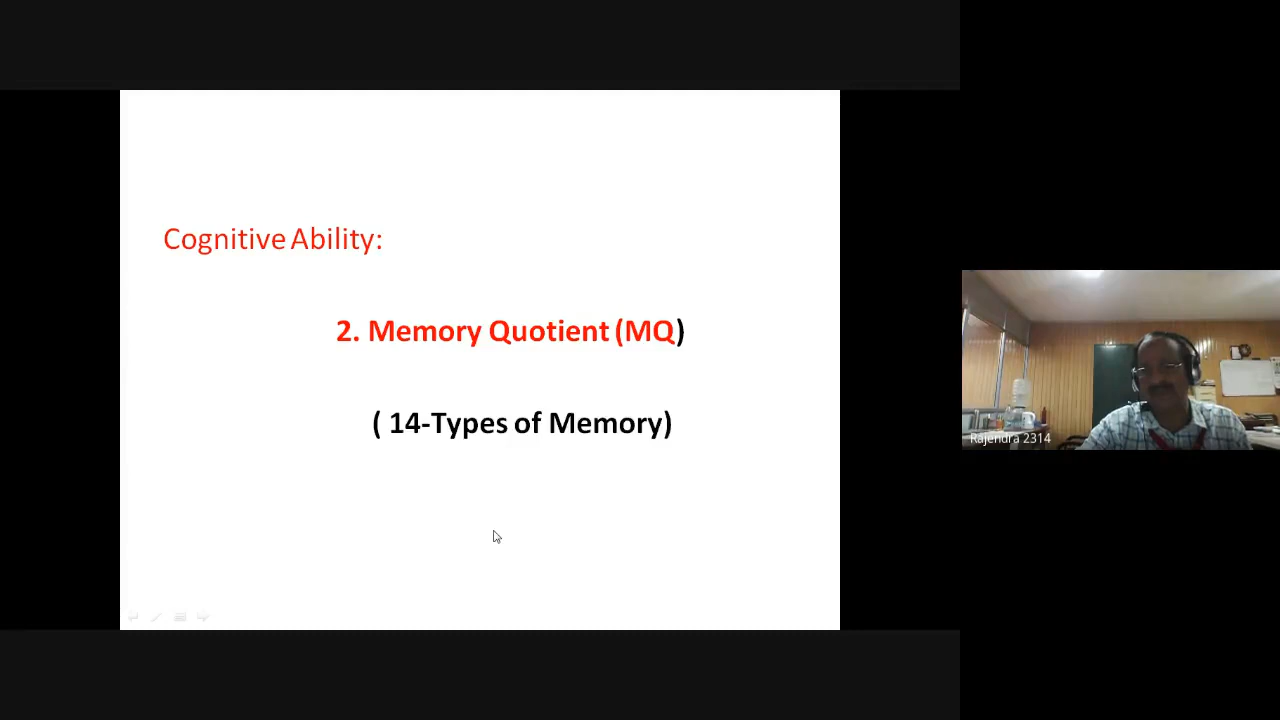 Cognitive Ability:
2. Memory Quotient (MQ)
( 14-Types of Memory)
Rajendra 2314